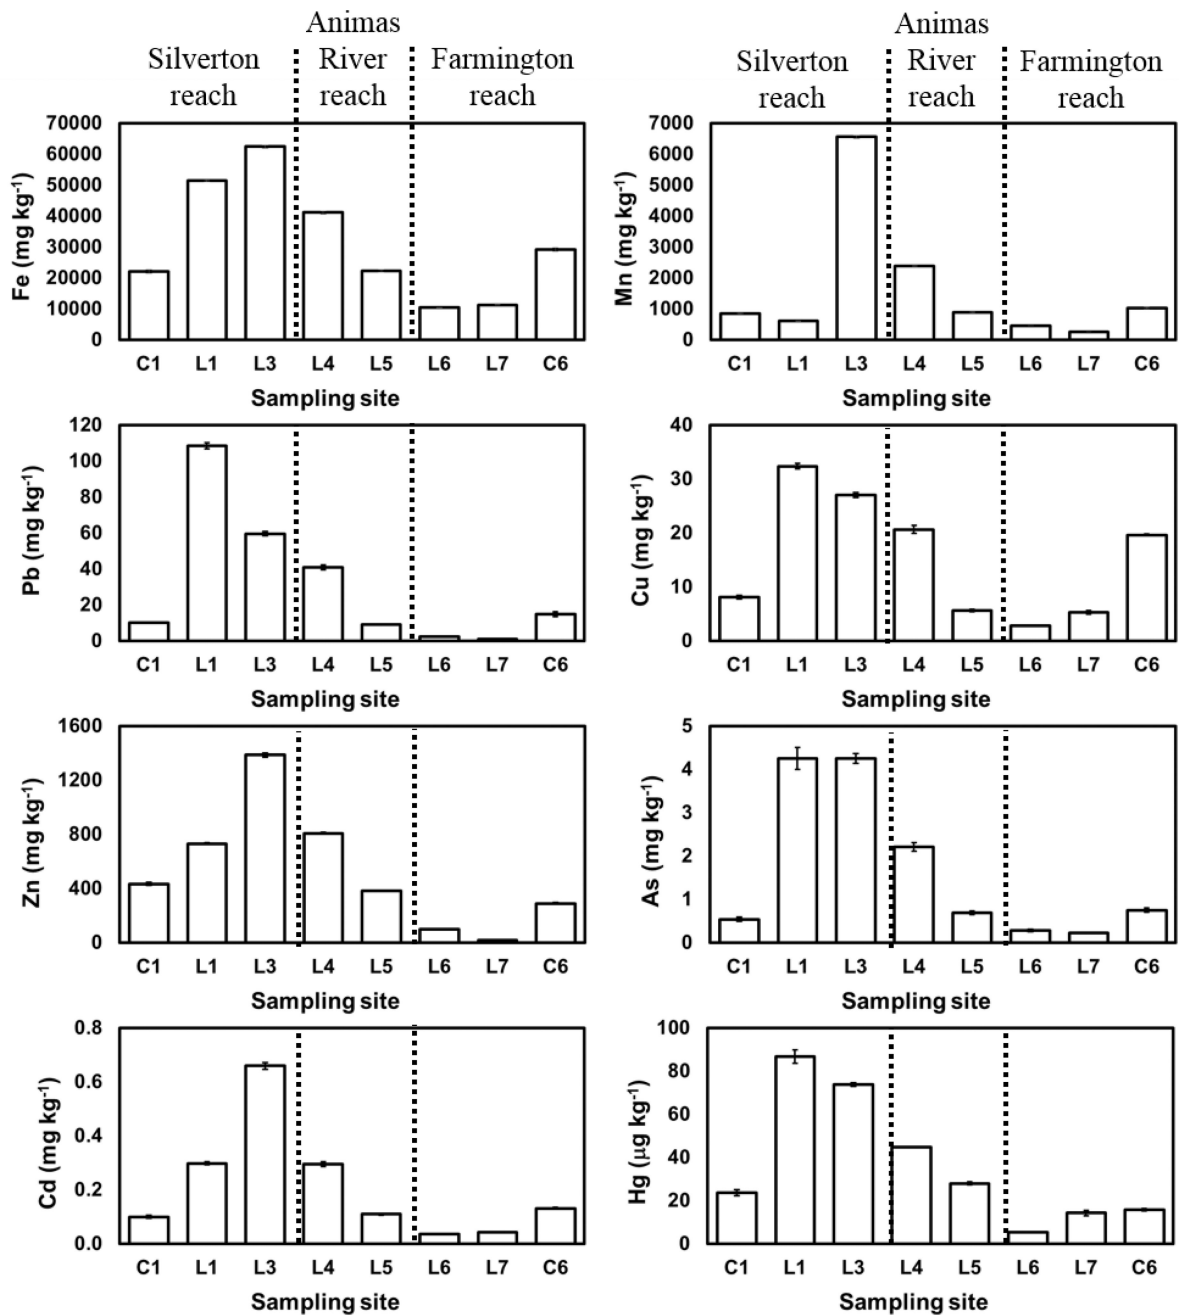 Silverton
reach
Animas
River
reach
Farmington
reach
Silverton
reach
Animas
River
reach
Farmington
reach
Fe (mg kg-1)
70000
60000
50000
40000
30000
20000
10000
0
C1 L1 L3 L4 L5 L6 L7 C6
Sampling site
Mn (mg kg-1)
7000
6000
5000
4000
3000
2000
1000
0
C1 L1 L3 L4 L5 L6 L7 C6
Sampling site
Pb (mg kg-1)
120
100
80
60
40
20
0
C1 L1 L3 L4 L5 L6 L7 C6
Sampling site
Cu (mg kg-1)
40
30
20
10
0
C1 L1 L3 L4 L5 L6 L7 C6
Sampling site
Zn (mg kg-1)
1600
1200
800
400
0
C1 L1 L3 L4 L5 L6 L7 C6
Sampling site
As (mg kg-1)
5
4
3
2
1
0
C1 L1 L3 L4 L5 L6 L7 C6
Sampling site
Cd (mg kg-1)
0.8
0.6
0.4
0.2
0.0
C1 L1 L3 L4 L5 L6 L7 C6
Sampling site
Hg (µg kg-1)
100
80
60
40
20
0
C1 L1 L3 L4 L5 L6 L7 C6
Sampling site